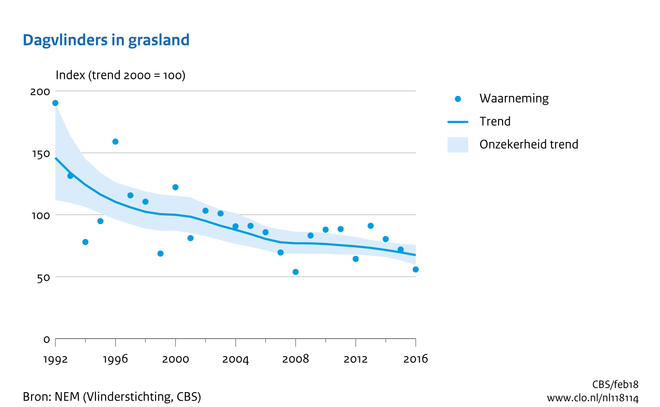 Dagvlinders in grasland
Index (trend 2000 = 100)
200
150
100
50
0
1992 1996 2000 2004 2008 2012 2016
Waarneming
Trend
Onzekerheid trend
Bron: NEM (Vlinderstichting, CBS)
CBS/feb18
www.clo.nl/nl118114